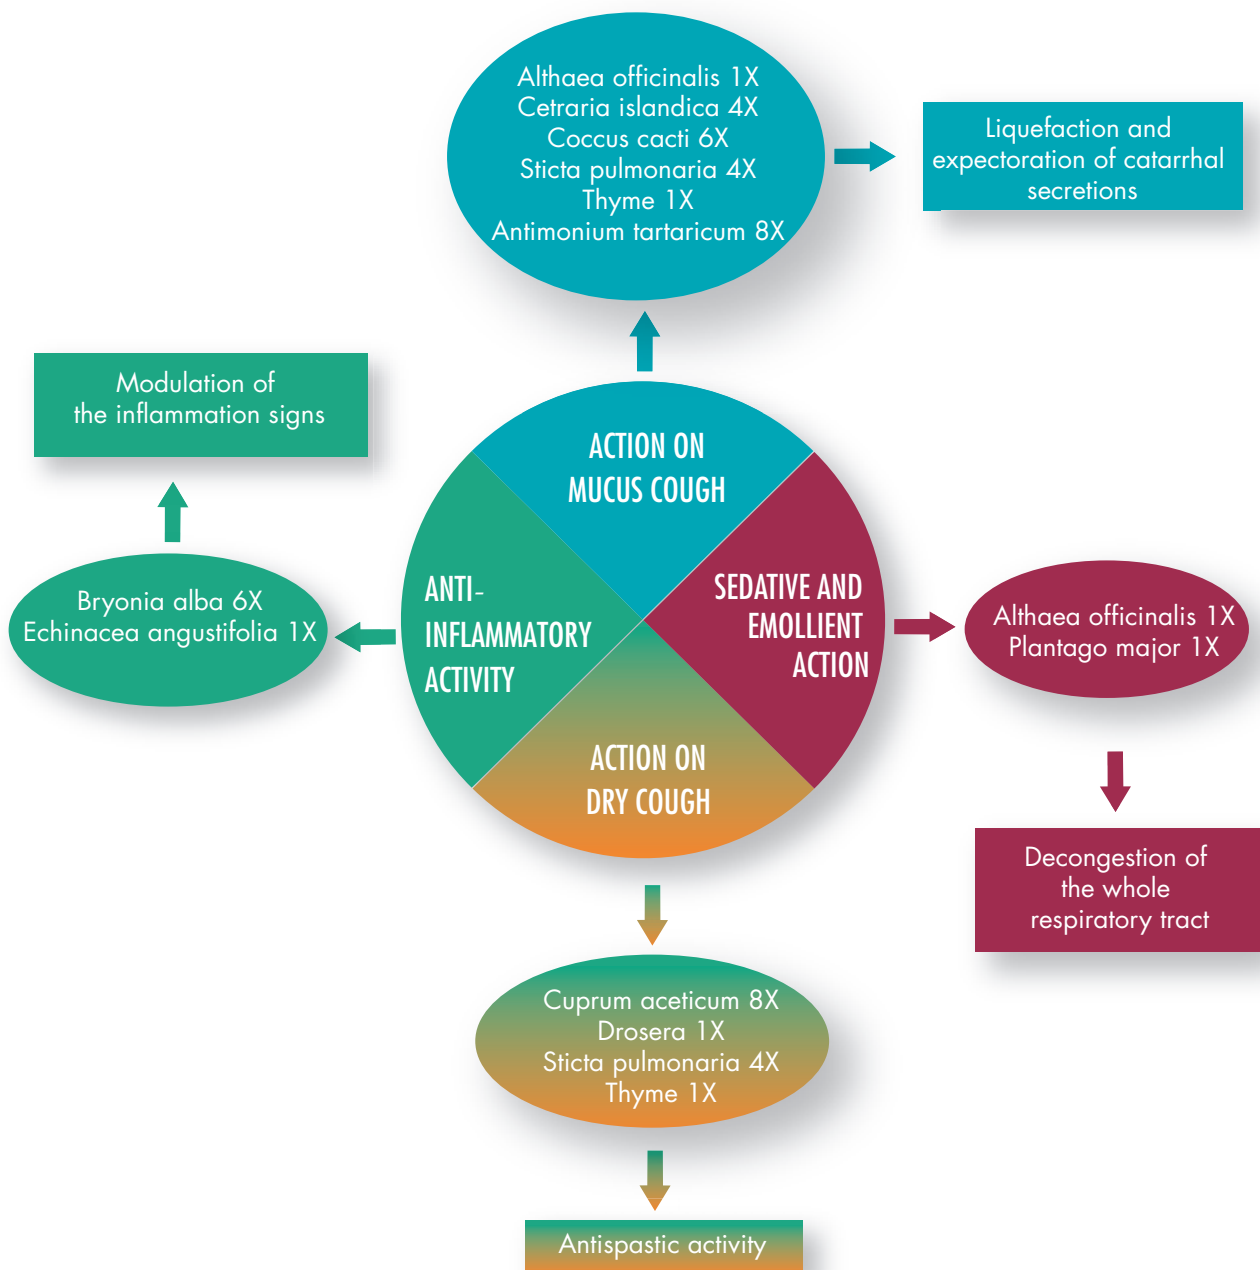 Althaea officinalis 1X
Cetraria islandica 4X
Coccus cacti 6X
Sticta pulmonaria 4X
Thyme 1X
Antimonium tartaricum 8X
Liquefaction and
expectoration of catarrhal
secretions
Modulation of
the inflammation signs
ACTION ON
MUCUS COUGH
Bryonia alba 6X
Echinacea angustifolia 1X
ANTI-
INFLAMMATORY
ACTIVITY
SEDATIVE AND
EMOLLIENT
ACTION
Althaea officinalis 1X
Plantago major 1X
ACTION ON
DRY COUGH
Decongestion of
the whole
respiratory tract
Cuprum aceticum 8X
Drosera 1X
Sticta pulmonaria 4X
Thyme 1X
Antispastic activity